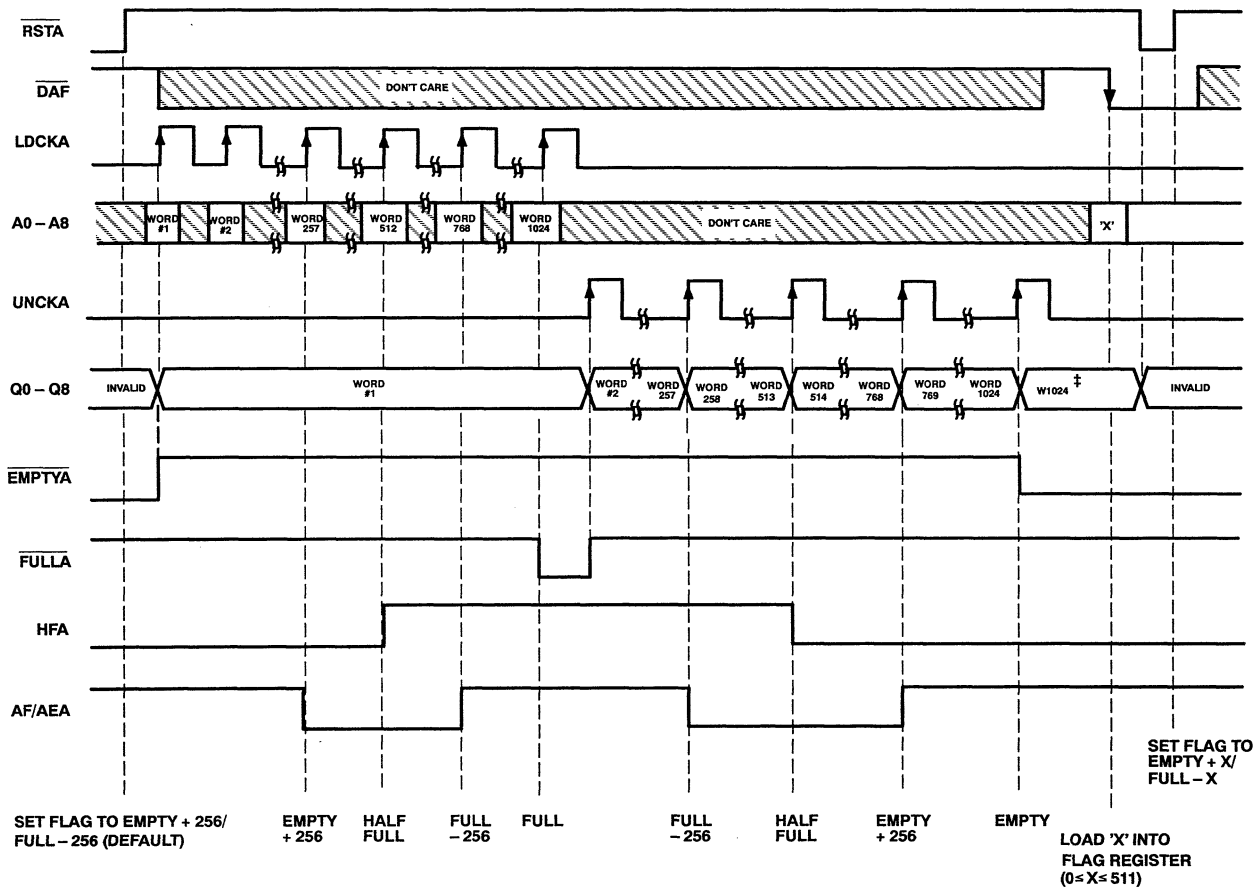 RSTA
DAF
DON'T CARE
LDCKA
A0 – A8
WORD #1
WORD #2
WORD 257
WORD 512
WORD 768
WORD 1024
DON'T CARE
'X'
UNCKA
Q0 – Q8
INVALID
WORD #1
WORD #2
WORD 257
WORD 258
WORD 513
WORD 514
WORD 768
WORD 769
WORD 1024
W1024 ‡
INVALID
EMPTYA
FULLA
HFA
AF/AEA
SET FLAG TO
EMPTY + X/
FULL – X
SET FLAG TO EMPTY + 256/
FULL – 256 (DEFAULT)
EMPTY
+ 256
HALF
FULL
FULL
– 256
FULL
FULL
– 256
HALF
FULL
EMPTY
+ 256
EMPTY
LOAD 'X' INTO
FLAG REGISTER
(0 ≤ X ≤ 511)